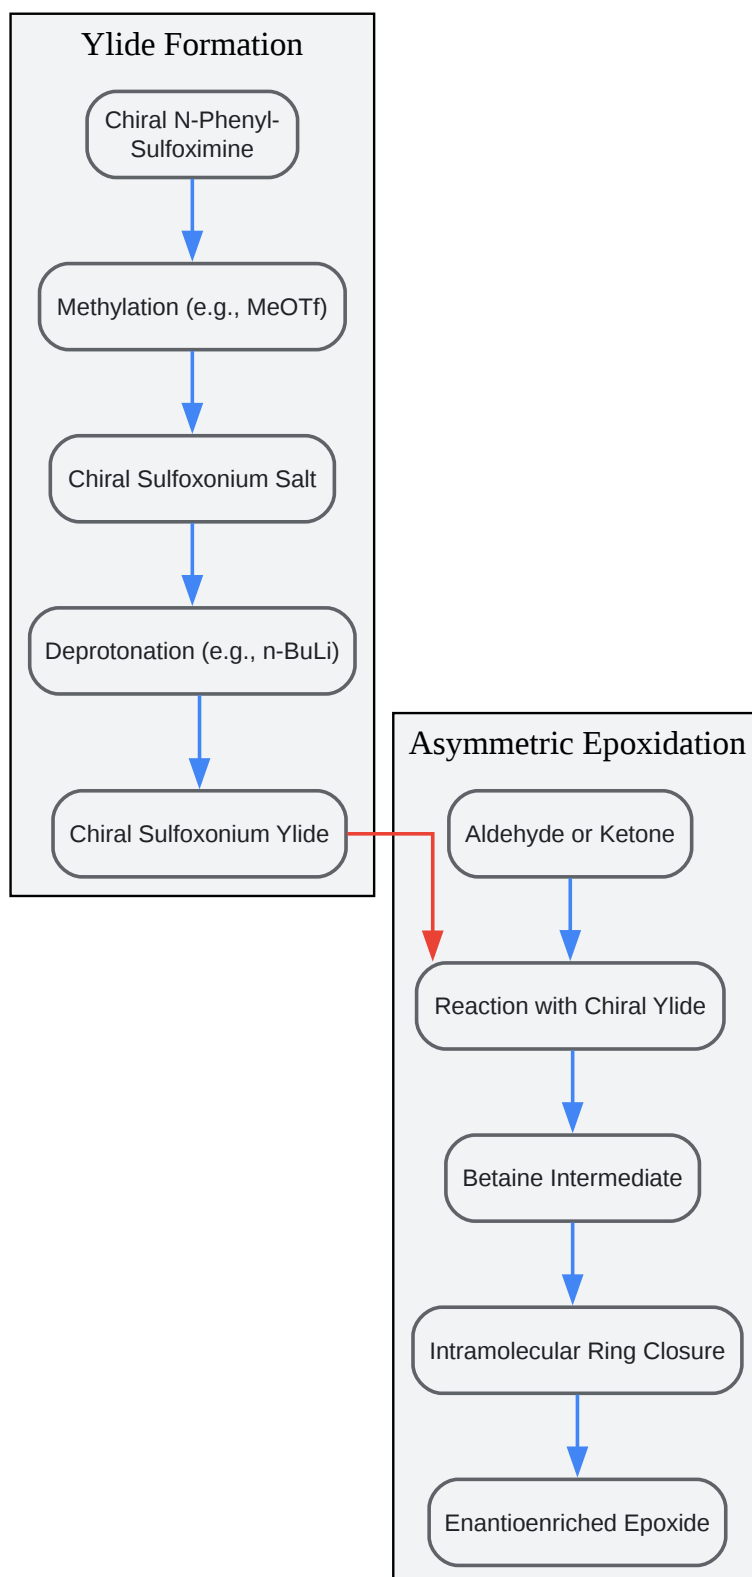 Ylide Formation
Chiral N-Phenyl-
Sulfoximine
Methylation (e.g., MeOTf)
Chiral Sulfoxonium Salt
Deprotonation (e.g., n-BuLi)
Chiral Sulfoxonium Ylide
Asymmetric Epoxidation
Aldehyde or Ketone
Reaction with Chiral Ylide
Betaine Intermediate
Intramolecular Ring Closure
Enantioenriched Epoxide